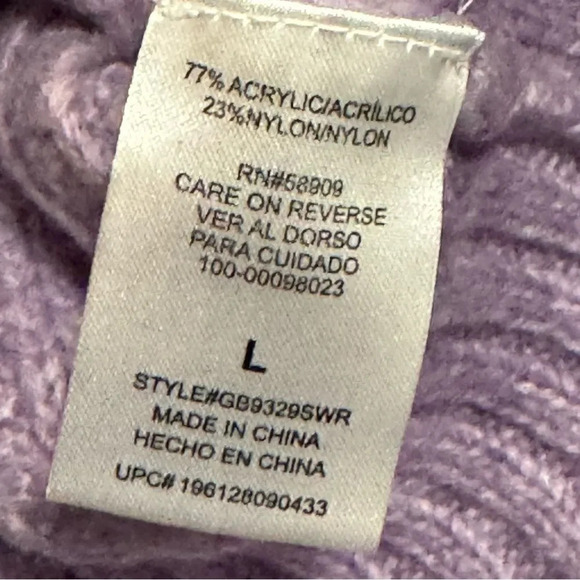 77% ACRYLIC/ACRÍLICO
23%NYLON/NYLON
RN#58909
CARE ON REVERSE
VER AL DORSO
PARA CUIDADO
100-00098023
L
STYLE#GB9329SWR
MADE IN CHINA
HECHO EN CHINA
UPC# 196128090433